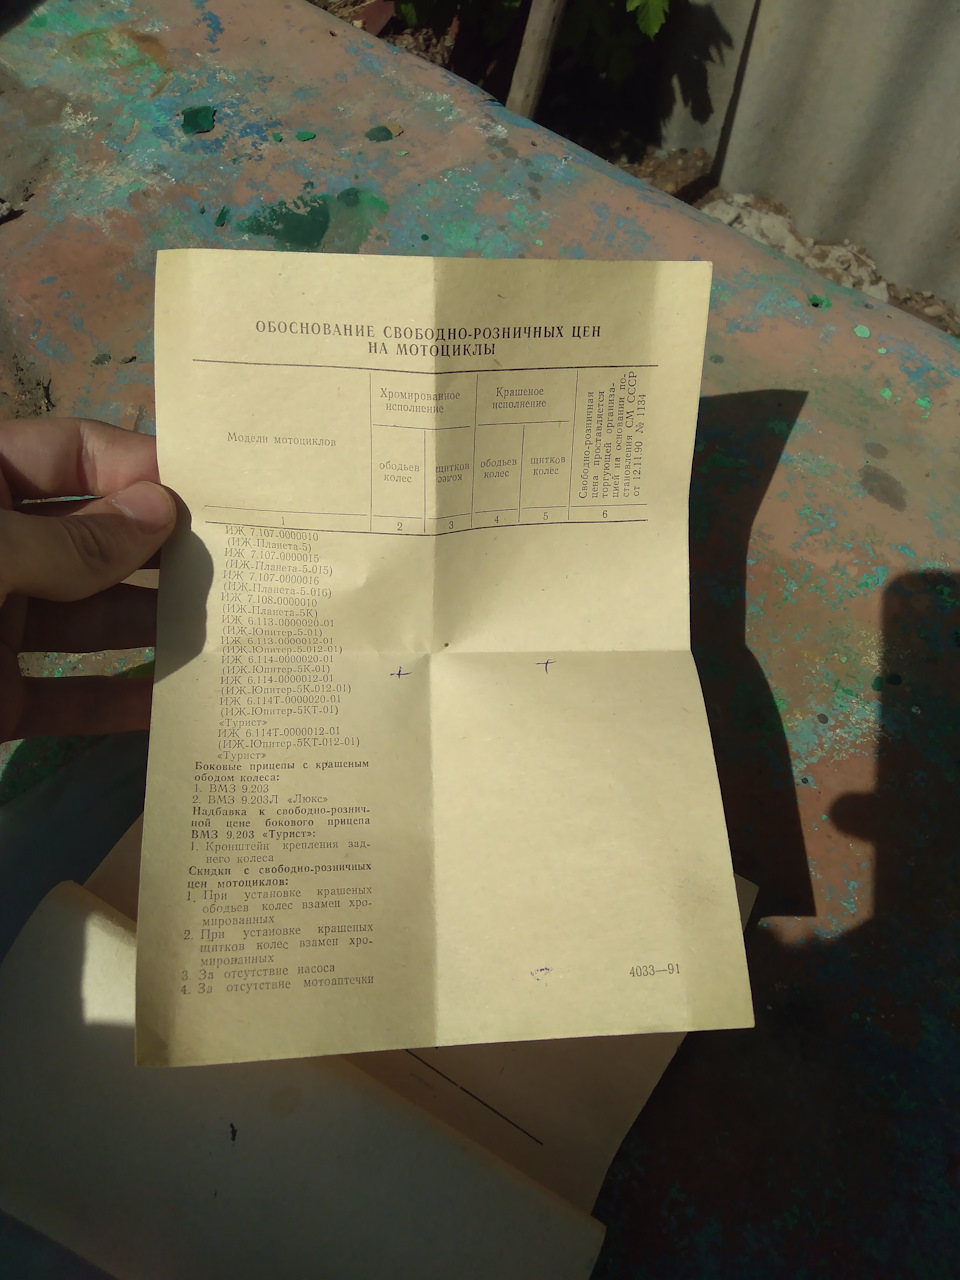 ОБОСНОВАНИЕ СВОБОДНО-РОЗНИЧНЫХ ЦЕН
НА МОТОЦИКЛЫ
Модели мотоциклов
Хромированное
исполнение
Крашеное
исполнение
ободьев
колес
щитков
ободьев
колес
щитков
колес
Свободно-розничная
цена проставляется
торгующей организа-
цией на основании по-
становления СМ СССР
от 12.11.90 № 1134
1 2 3 4 5 6
ИЖ 7.107-0000010
(ИЖ-Планета-5)
ИЖ 7.107-0000015
(ИЖ-Планета-5-015)
ИЖ 7.107-0000016
(ИЖ-Планета-5-016)
ИЖ 7.108-0000010
(ИЖ-Планета-5К)
ИЖ 6.113-0000020-01
(ИЖ-Юпитер-5-01)
ИЖ 6.113-0000012-01
(ИЖ-Юпитер-5-012-01)
ИЖ 6.114-0000020-01
(ИЖ-Юпитер-5К-01)
ИЖ 6.114-0000012-01
(ИЖ-Юпитер-5К-012-01)
ИЖ 6.114Т-0000020-01
(ИЖ-Юпитер-5КТ-01)
«Турист»
ИЖ 6.114Т-0000012-01
(ИЖ-Юпитер-5КТ-012-01)
«Турист»
+ +
Боковые прицепы с крашеным
ободом колеса:
1. ВМЗ 9.203
2. ВМЗ 9.203Л «Люкс»
Надбавка к свободно-рознич-
ной цене бокового прицепа
ВМЗ 9.203 «Турист»:
1. Кронштейн крепления зад-
него колеса
Скидки с свободно-розничных
цен мотоциклов:
1. При установке крашеных
ободьев колес взамен хро-
мированных
2. При установке крашеных
щитков колес взамен хро-
мированных
3. За отсутствие насоса
4. За отсутствие мотоаптечки
4033—91